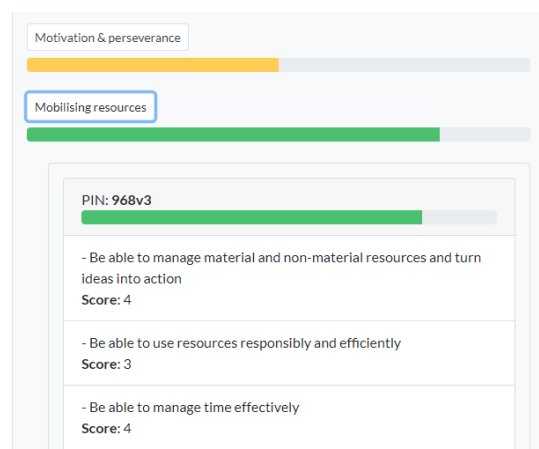 Motivation & perseverance
Mobilising resources
PIN: 968v3
- Be able to manage material and non-material resources and turn
ideas into action
Score: 4
- Be able to use resources responsibly and efficiently
Score: 3
- Be able to manage time effectively
Score: 4